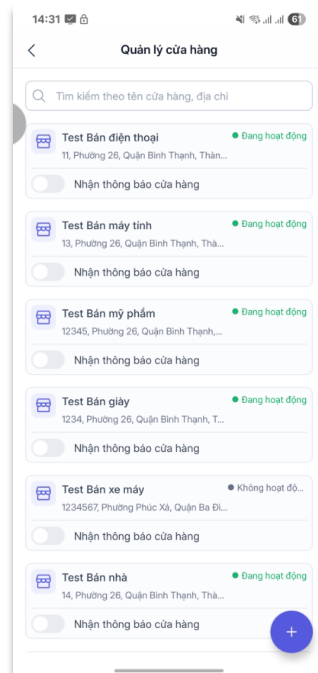 14:31 61
Quản lý cửa hàng
Tìm kiếm theo tên cửa hàng, địa chỉ
Test Bán điện thoại Đang hoạt động
11, Phường 26, Quận Bình Thạnh, Thàn...
Nhận thông báo cửa hàng
Test Bán máy tính Đang hoạt động
13, Phường 26, Quận Bình Thạnh, Thà...
Nhận thông báo cửa hàng
Test Bán mỹ phẩm Đang hoạt động
12345, Phường 26, Quận Bình Thạnh,...
Nhận thông báo cửa hàng
Test Bán giày Đang hoạt động
1234, Phường 26, Quận Bình Thạnh, T...
Nhận thông báo cửa hàng
Test Bán xe máy Không hoạt độ...
1234567, Phường Phúc Xá, Quận Ba Đì...
Nhận thông báo cửa hàng
Test Bán nhà Đang hoạt động
14, Phường 26, Quận Bình Thạnh, Thà...
Nhận thông báo cửa hàng